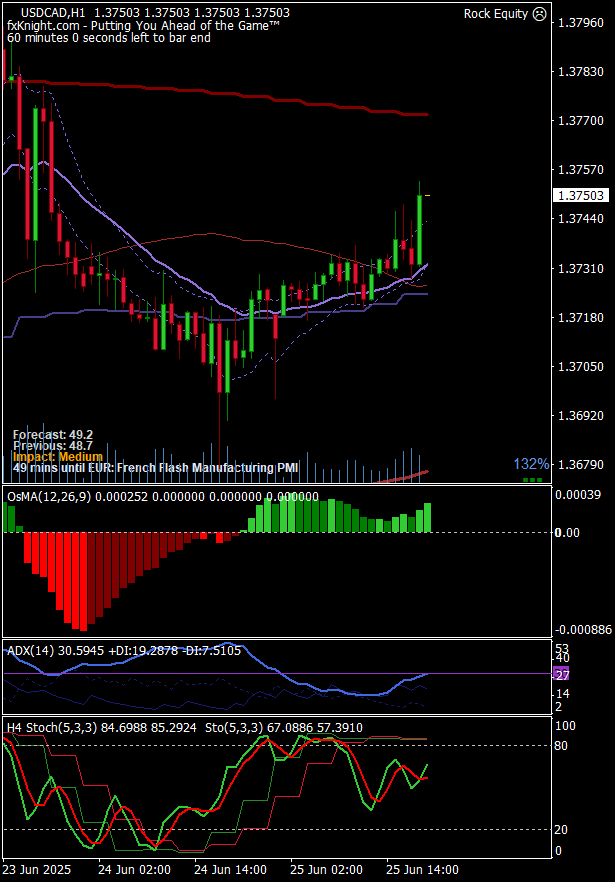 USDCAD,H1 1.37503 1.37503 1.37503 1.37503
Rock Equity
fxKnight.com - Putting You Ahead of the Game™
60 minutes 0 seconds left to bar end
1.37960
1.37830
1.37700
1.37570
1.37503
1.37440
1.37310
1.37180
1.37050
1.36920
1.36790
Forecast: 49.2
Previous: 48.7
Impact: Medium
49 mins until EUR: French Flash Manufacturing PMI
132%
OsMA(12,26,9) 0.000252 0.000000 0.000000 0.000000
0.00039
0.00
-0.000886
ADX(14) 30.5945 +DI:19.2878 -DI:7.5105
53
40
27
14
2
H4 Stoch(5,3,3) 84.6988 85.2924 Sto(5,3,3) 67.0886 57.3910
100
80
20
0
23 Jun 2025
24 Jun 02:00
24 Jun 14:00
25 Jun 02:00
25 Jun 14:00